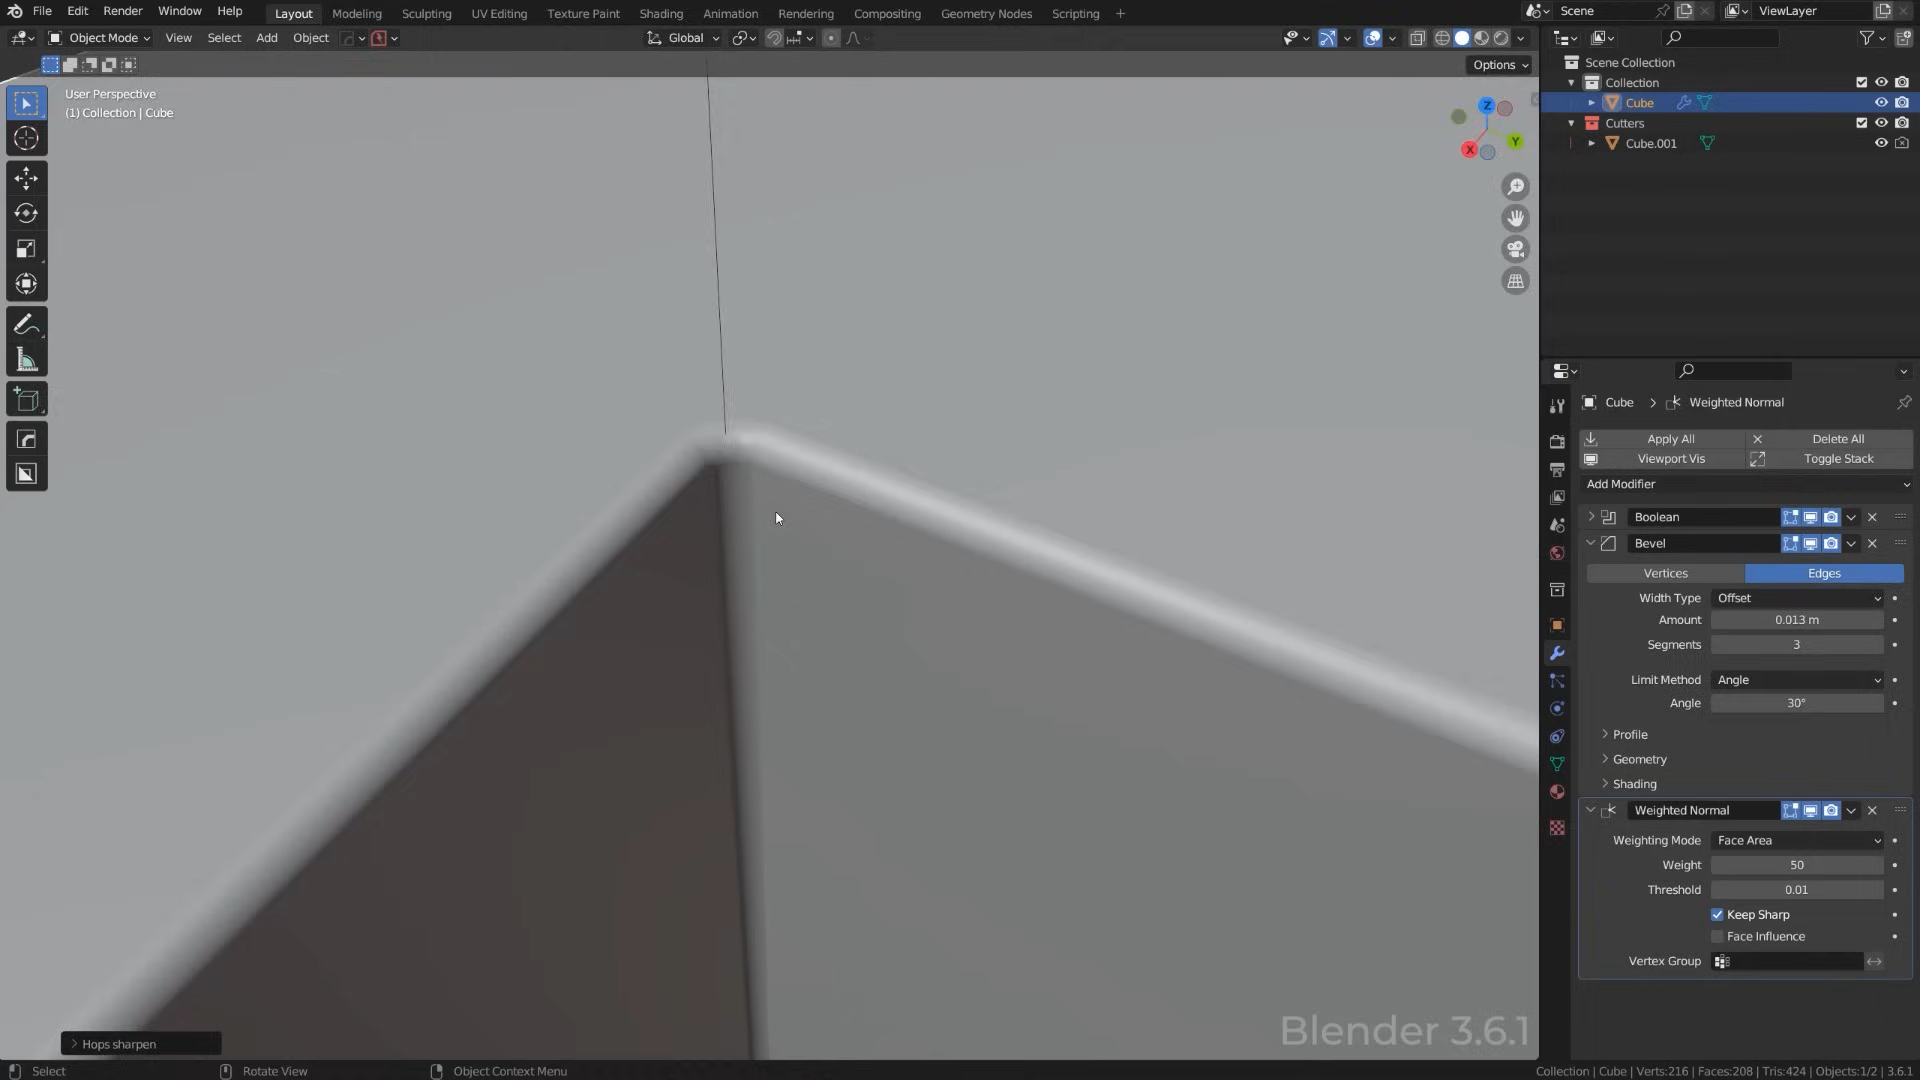 File Edit Render Window Help Layout Modeling Sculpting UV Editing Texture Paint Shading Animation Rendering Compositing Geometry Nodes Scripting + Scene ViewLayer
Object Mode View Select Add Object Global
Options
User Perspective
(1) Collection | Cube
Z
Y
X
Scene Collection
Collection
Cube
Cutters
Cube.001
Cube > Weighted Normal
Apply All Delete All
Viewport Vis Toggle Stack
Add Modifier
Boolean
Bevel
Vertices Edges
Width Type Offset
Amount 0.013 m
Segments 3
Limit Method Angle
Angle 30°
> Profile
> Geometry
> Shading
Weighted Normal
Weighting Mode Face Area
Weight 50
Threshold 0.01
Keep Sharp
Face Influence
Vertex Group
> Hops sharpen
Blender 3.6.1
Select Rotate View Object Context Menu Collection | Cube | Verts:216 | Faces:208 | Tris:424 | Objects:1/2 | 3.6.1